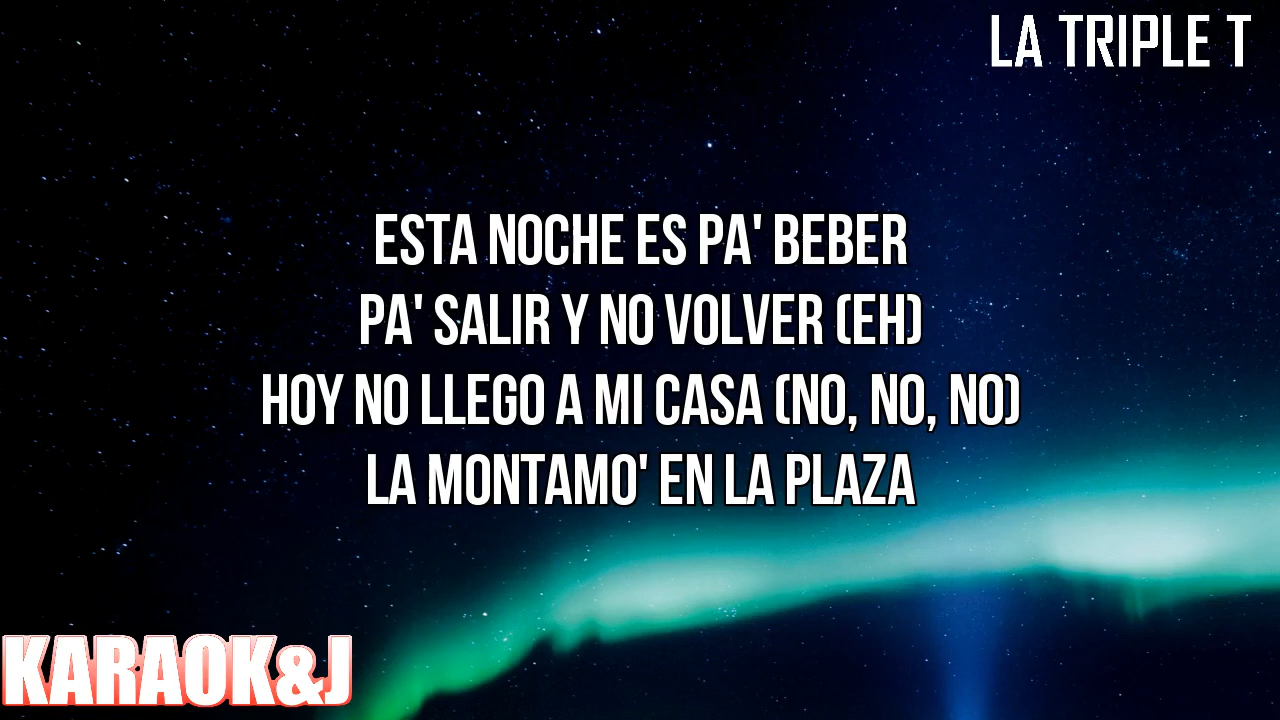 LA TRIPLE T
ESTA NOCHE ES PA' BEBER
PA' SALIR Y NO VOLVER (EH)
HOY NO LLEGO A MI CASA (NO, NO, NO)
LA MONTAMO' EN LA PLAZA
KARAOK&J